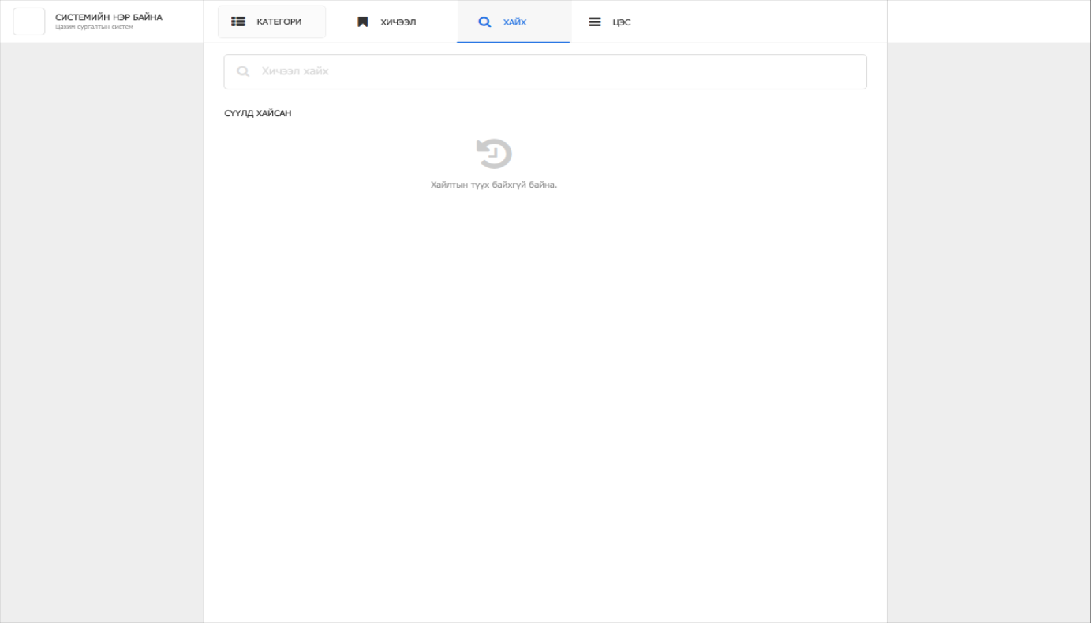 СИСТЕМИЙН НЭР БАЙНА
Цахим сургалтын систем
КАТЕГОРИ
ХИЧЭЭЛ
ХАЙХ
ЦЭС
Хичээл хайх
СҮҮЛД ХАЙСАН
Хайлтын түүх байхгүй байна.